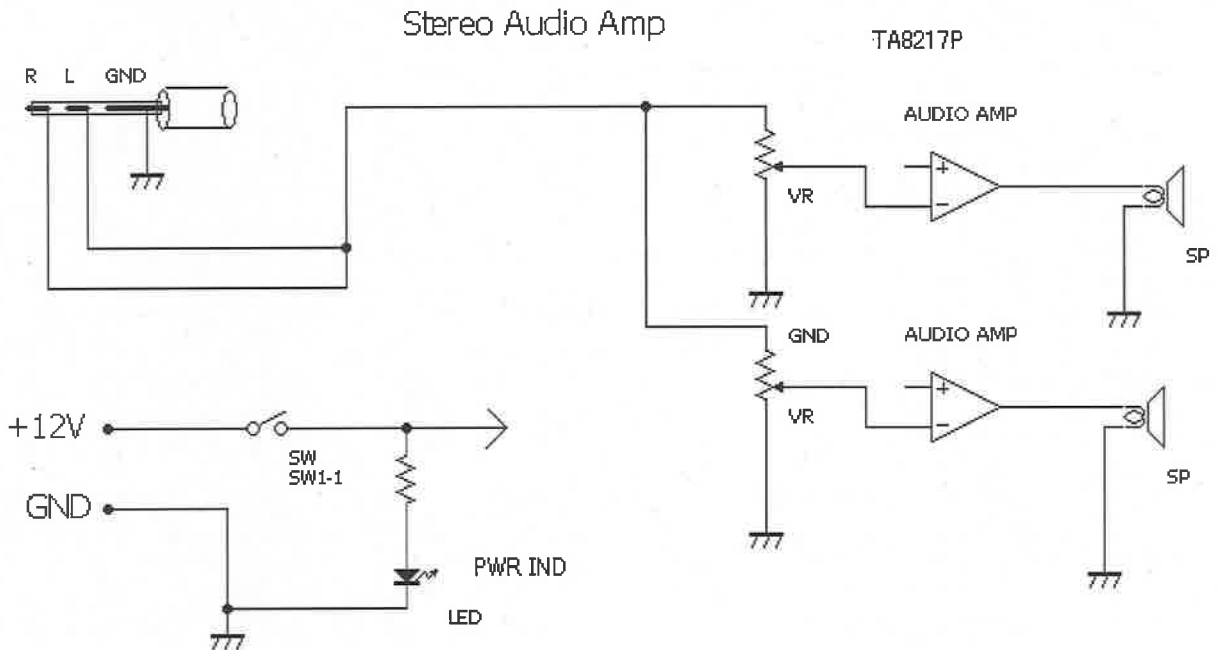 Stereo Audio Amp
TA8217P
R L GND
AUDIO AMP
+
-
VR
SP
GND
AUDIO AMP
+
-
VR
SP
+12V
SW
SW1-1
GND
PWR IND
LED